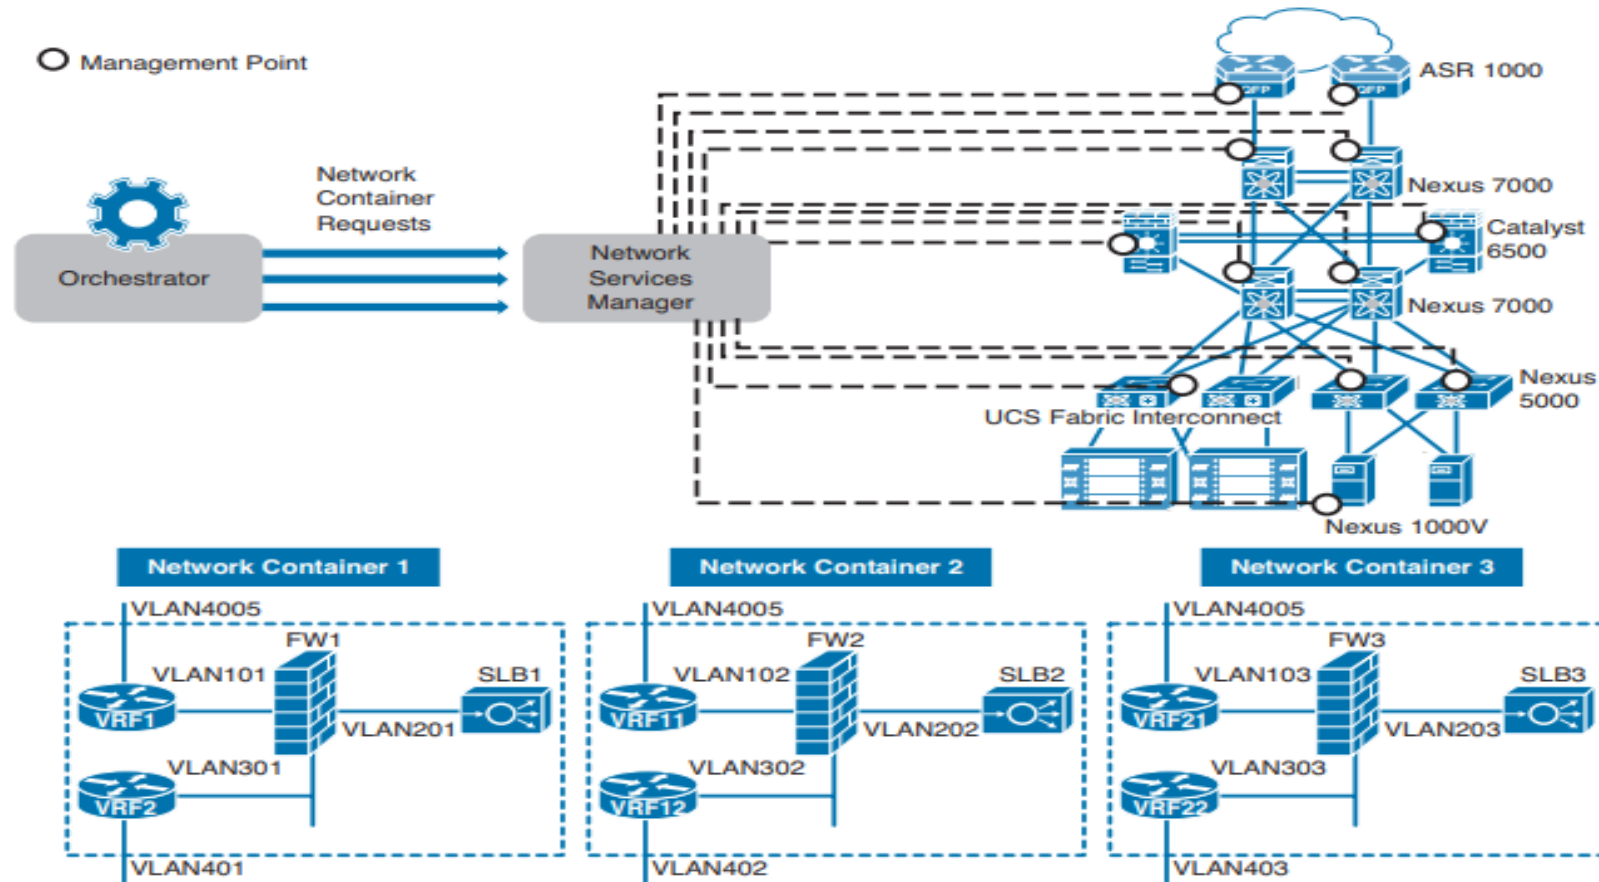 Management Point
ASR 1000
QFP
QFP
Network
Container
Requests
Nexus 7000
Catalyst
6500
Orchestrator
Network
Services
Manager
Nexus 7000
Nexus
5000
UCS Fabric Interconnect
Nexus 1000V
Network Container 1
VLAN4005
FW1
VLAN101
SLB1
VRF1
VLAN201
VLAN301
VRF2
VLAN401
Network Container 2
VLAN4005
FW2
VLAN102
SLB2
VRF11
VLAN202
VLAN302
VRF12
VLAN402
Network Container 3
VLAN4005
FW3
VLAN103
SLB3
VRF21
VLAN203
VLAN303
VRF22
VLAN403